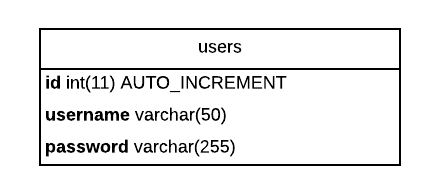 users
id int(11) AUTO_INCREMENT
username varchar(50)
password varchar(255)